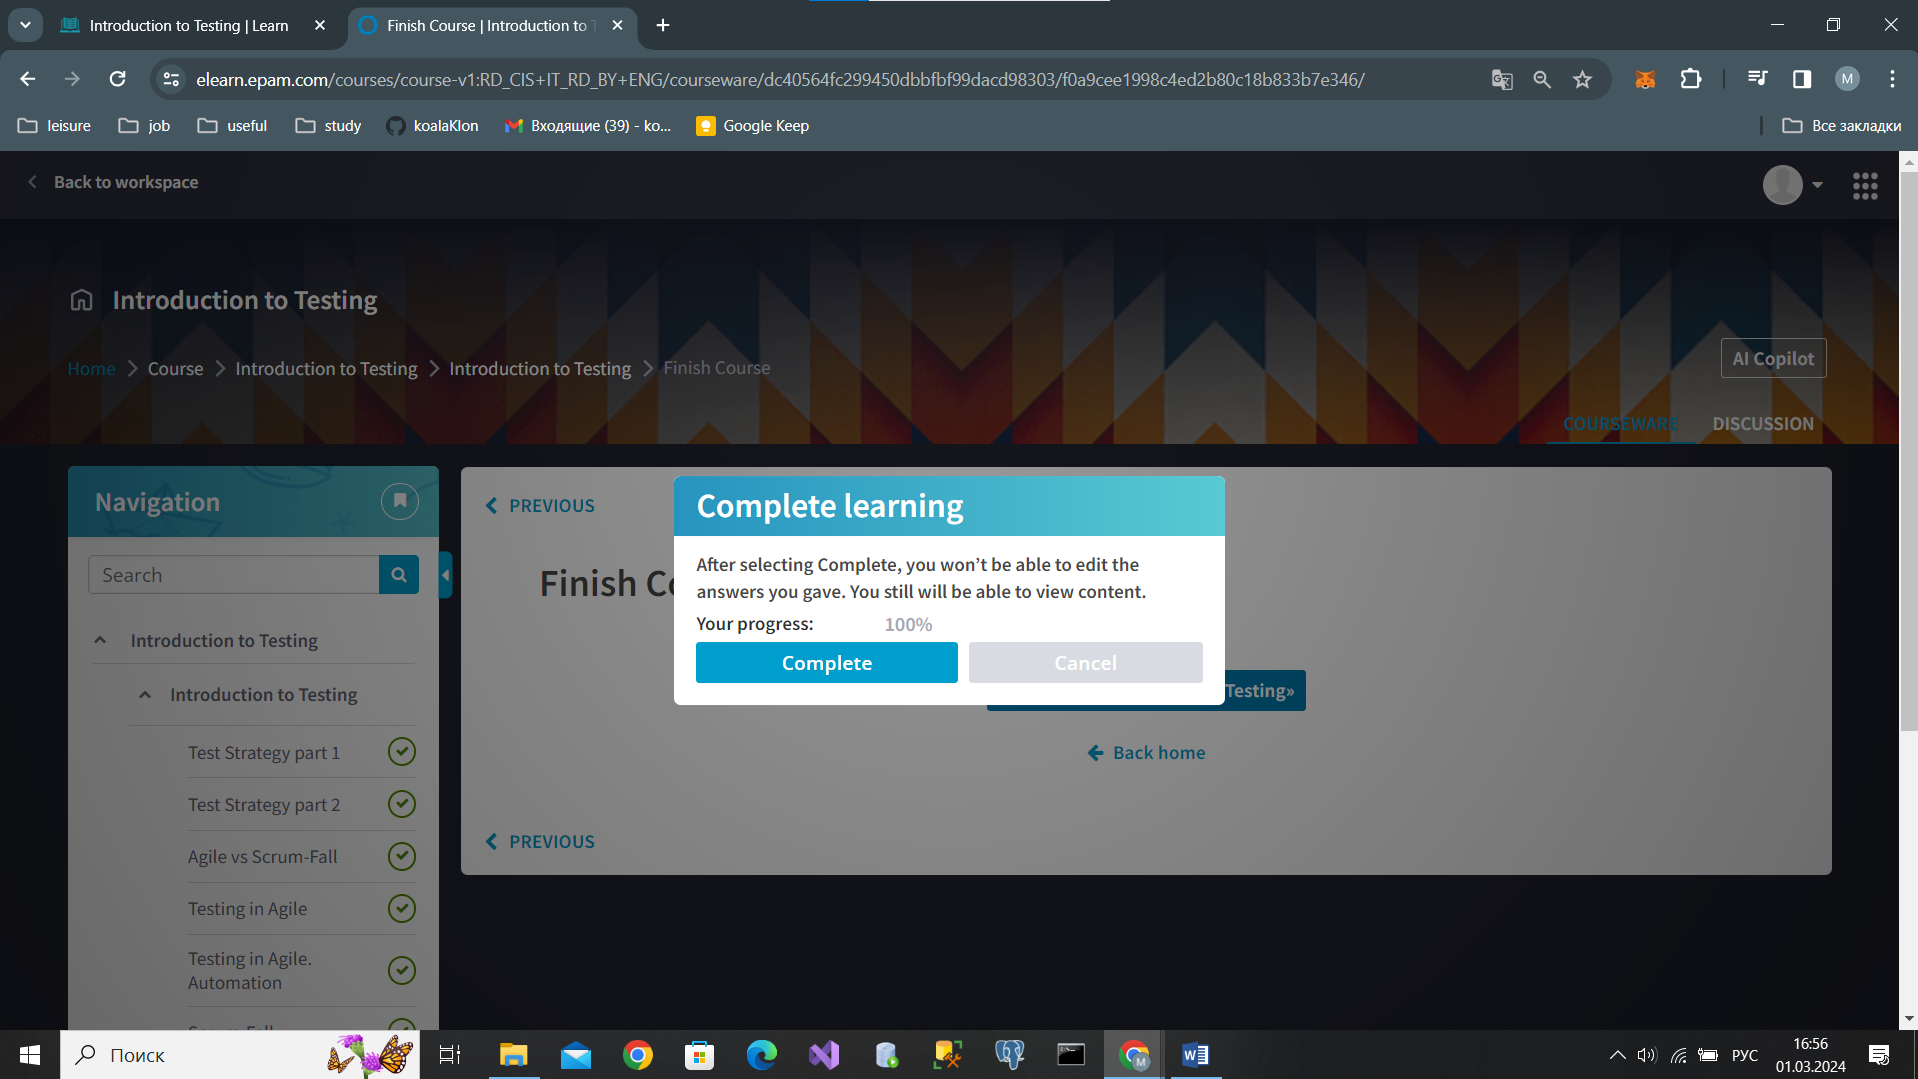 Introduction to Testing | Learn
Finish Course | Introduction to
elearn.epam.com/courses/course-v1:RD_CIS+IT_RD_BY+ENG/courseware/dc40564fc299450dbbfbf99dacd98303/f0a9cee1998c4ed2b80c18b833b7e346/
M
leisure
job
useful
study
koalaKlon
Входящие (39) - ko...
Google Keep
Все закладки
Back to workspace
Introduction to Testing
Home
Course
Introduction to Testing
Introduction to Testing
Finish Course
AI Copilot
COURSEWARE
DISCUSSION
Navigation
Search
Introduction to Testing
Introduction to Testing
Test Strategy part 1
Test Strategy part 2
Agile vs Scrum-Fall
Testing in Agile
Testing in Agile.
Automation
PREVIOUS
Finish Co
Complete learning
After selecting Complete, you won’t be able to edit the
answers you gave. You still will be able to view content.
Your progress: 100%
Complete
Cancel
Testing»
Back home
PREVIOUS
Поиск
M
РУС
16:56
01.03.2024